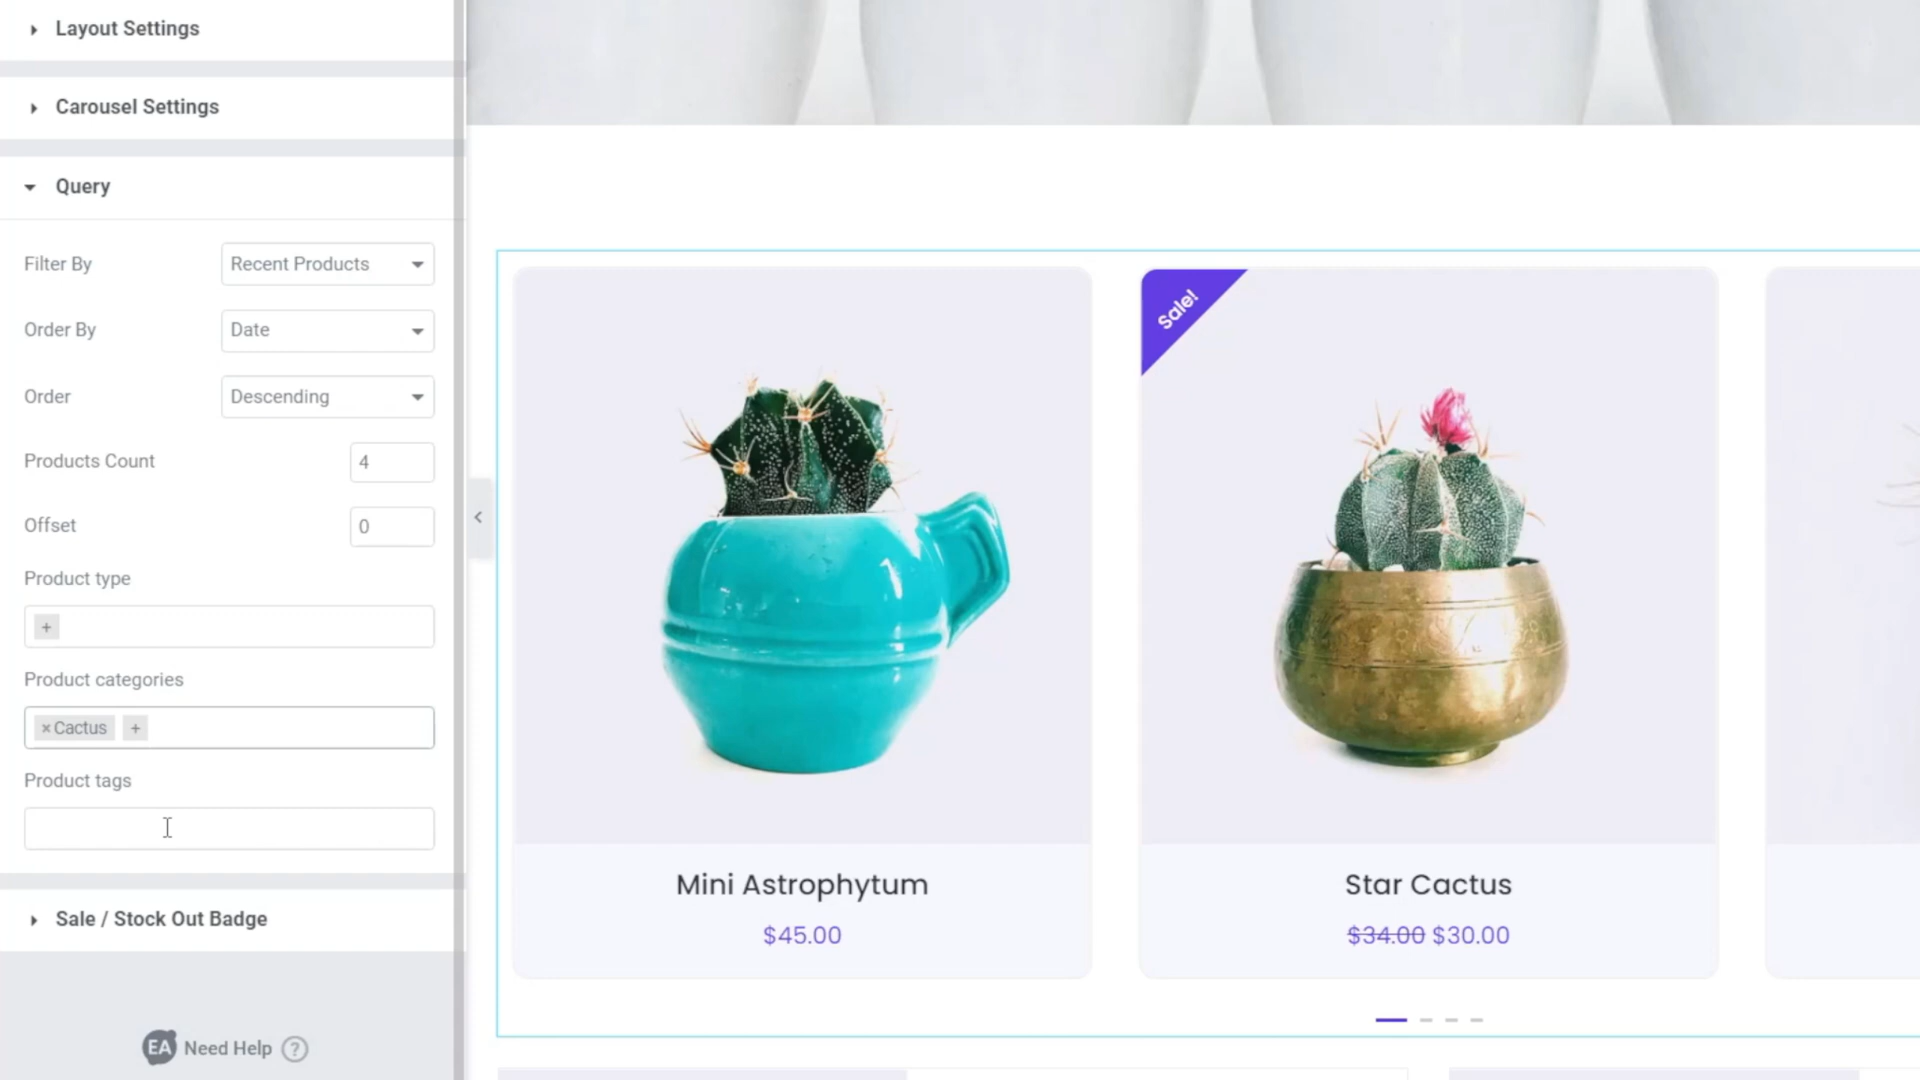 Layout Settings
Carousel Settings
Query
Filter By
Recent Products
Order By
Date
Order
Descending
Products Count
4
Offset
0
Product type
+
Product categories
×Cactus +
Product tags
Sale / Stock Out Badge
EA Need Help ?
Sale!
Mini Astrophytum
$45.00
Star Cactus
$34.00 $30.00